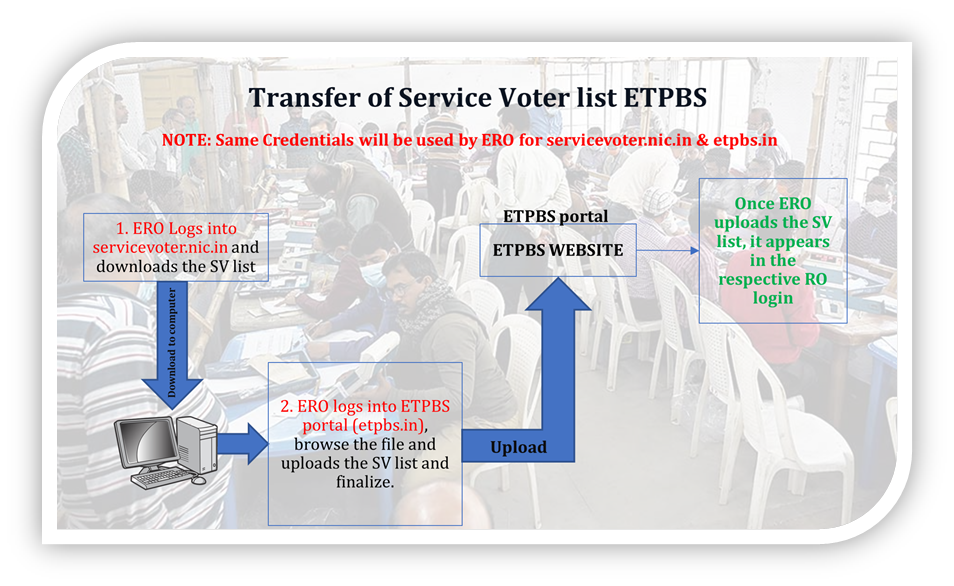 Transfer of Service Voter list ETPBS
NOTE: Same Credentials will be used by ERO for servicevoter.nic.in & etpbs.in
1. ERO Logs into
servicevoter.nic.in and
downloads the SV list
Download to computer
2. ERO logs into ETPBS
portal (etpbs.in),
browse the file and
uploads the SV list and
finalize.
Upload
ETPBS portal
ETPBS WEBSITE
Once ERO
uploads the SV
list, it appears
in the
respective RO
login